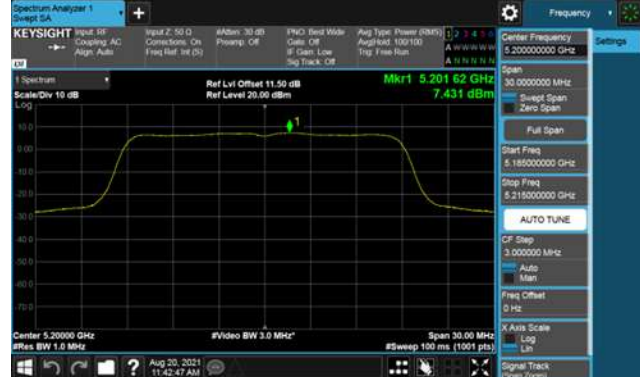 Spectrum Analyzer 1
Swept SA
+
Frequency
KEYSIGHT
Input: RF
Coupling: AC
Align: Auto
Input Z: 50 Ω
Corrections: On
Freq Ref: Int (S)
#Atten: 30 dB
Preamp: Off
PNO: Best Wide
Gate: Off
IF Gain: Low
Sig Track: Off
Avg Type: Power (RMS)
Avg|Hold: 100/100
Trig: Free Run
1 2 3 4 5 6
A W W W W W
A N N N N N
LXI
1 Spectrum
Scale/Div 10 dB
Log
Ref Lvl Offset 11.50 dB
Ref Level 20.00 dBm
Mkr1 5.201 62 GHz
7.431 dBm
1
10.0
0.00
-10.0
-20.0
-30.0
-40.0
-50.0
-60.0
-70.0
Center 5.20000 GHz
#Res BW 1.0 MHz
#Video BW 3.0 MHz*
Span 30.00 MHz
#Sweep 100 ms (1001 pts)
?
Aug 20, 2021
11:42:47 AM
Center Frequency
5.200000000 GHz
Settings
Span
30.0000000 MHz
Swept Span
Zero Span
Full Span
Start Freq
5.185000000 GHz
Stop Freq
5.215000000 GHz
AUTO TUNE
CF Step
3.000000 MHz
Auto
Man
Freq Offset
0 Hz
X Axis Scale
Log
Lin
Signal Track
(Span Zoom)